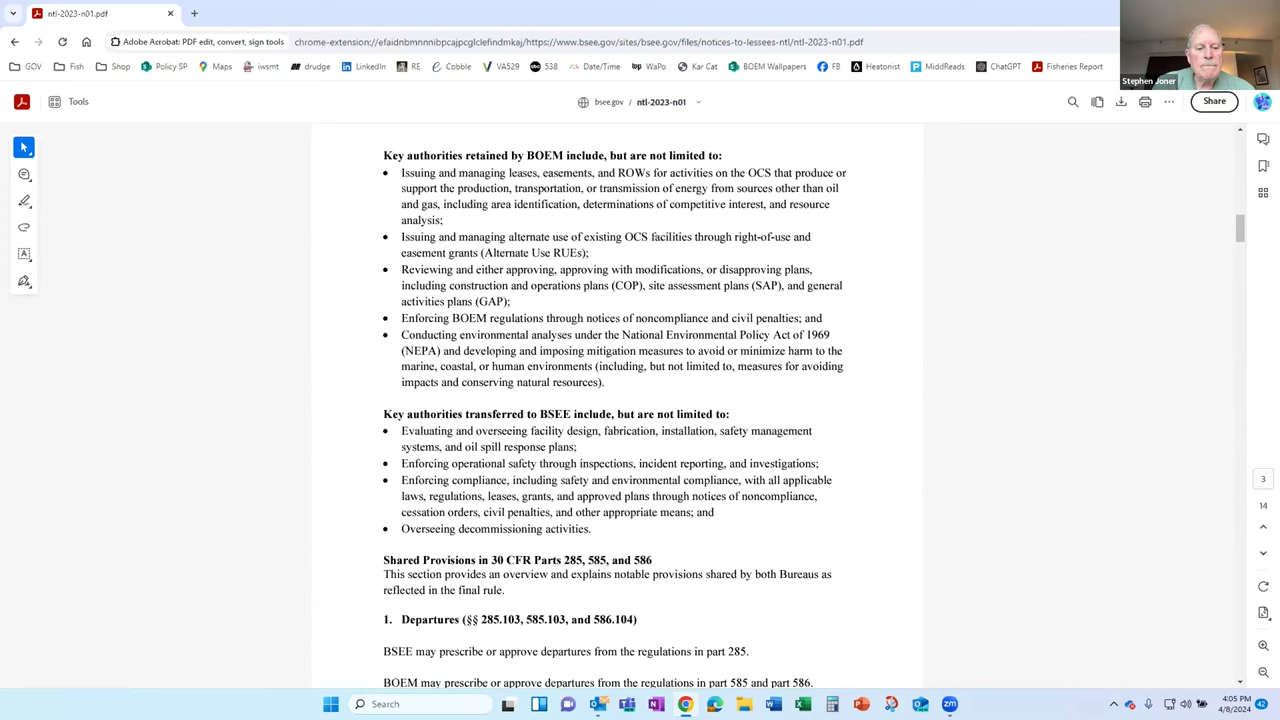 ntl-2023-n01.pdf
Adobe Acrobat: PDF edit, convert, sign tools
chrome-extension://efaidnbmnnnibpcajpcglclefindmkaj/https://www.bsee.gov/sites/bsee.gov/files/notices-to-lessees-ntl/ntl-2023-n01.pdf
GOV Fish Shop Policy SP Maps iwsmt drudge LinkedIn RE Cobble VA529 538 Date/Time WaPo Kar Cat BOEM Wallpapers FB Heatonist MiddReads ChatGPT Fisheries Report
Stephen Joner
Tools
bsee.gov / ntl-2023-n01
Share
Key authorities retained by BOEM include, but are not limited to:
• Issuing and managing leases, easements, and ROWs for activities on the OCS that produce or
support the production, transportation, or transmission of energy from sources other than oil
and gas, including area identification, determinations of competitive interest, and resource
analysis;
• Issuing and managing alternate use of existing OCS facilities through right-of-use and
easement grants (Alternate Use RUEs);
• Reviewing and either approving, approving with modifications, or disapproving plans,
including construction and operations plans (COP), site assessment plans (SAP), and general
activities plans (GAP);
• Enforcing BOEM regulations through notices of noncompliance and civil penalties; and
• Conducting environmental analyses under the National Environmental Policy Act of 1969
(NEPA) and developing and imposing mitigation measures to avoid or minimize harm to the
marine, coastal, or human environments (including, but not limited to, measures for avoiding
impacts and conserving natural resources).
Key authorities transferred to BSEE include, but are not limited to:
• Evaluating and overseeing facility design, fabrication, installation, safety management
systems, and oil spill response plans;
• Enforcing operational safety through inspections, incident reporting, and investigations;
• Enforcing compliance, including safety and environmental compliance, with all applicable
laws, regulations, leases, grants, and approved plans through notices of noncompliance,
cessation orders, civil penalties, and other appropriate means; and
• Overseeing decommissioning activities.
Shared Provisions in 30 CFR Parts 285, 585, and 586
This section provides an overview and explains notable provisions shared by both Bureaus as
reflected in the final rule.
1. Departures (§§ 285.103, 585.103, and 586.104)
BSEE may prescribe or approve departures from the regulations in part 285.
BOEM may prescribe or approve departures from the regulations in part 585 and part 586.
3
14
Search
4:05 PM
4/8/2024
42